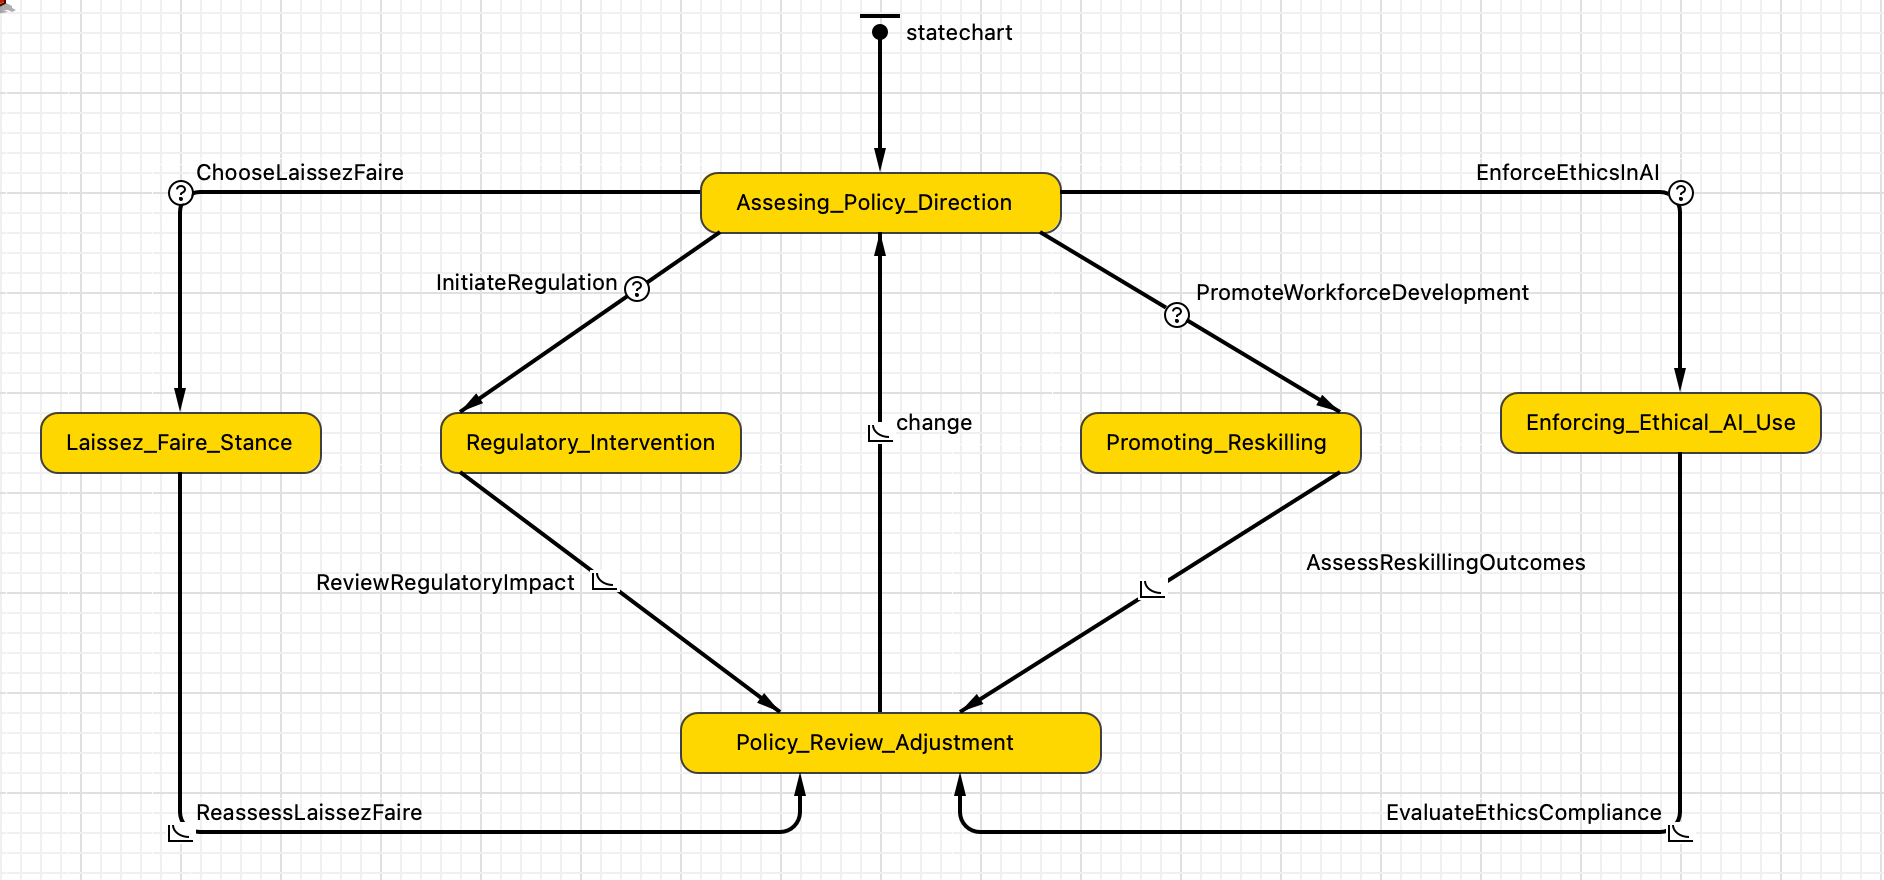 statechart
ChooseLaissezFaire
EnforceEthicsInAI
?
?
Assesing_Policy_Direction
InitiateRegulation
?
PromoteWorkforceDevelopment
?
change
Laissez_Faire_Stance
Regulatory_Intervention
Promoting_Reskilling
Enforcing_Ethical_AI_Use
ReviewRegulatoryImpact
AssessReskillingOutcomes
Policy_Review_Adjustment
ReassessLaissezFaire
EvaluateEthicsCompliance